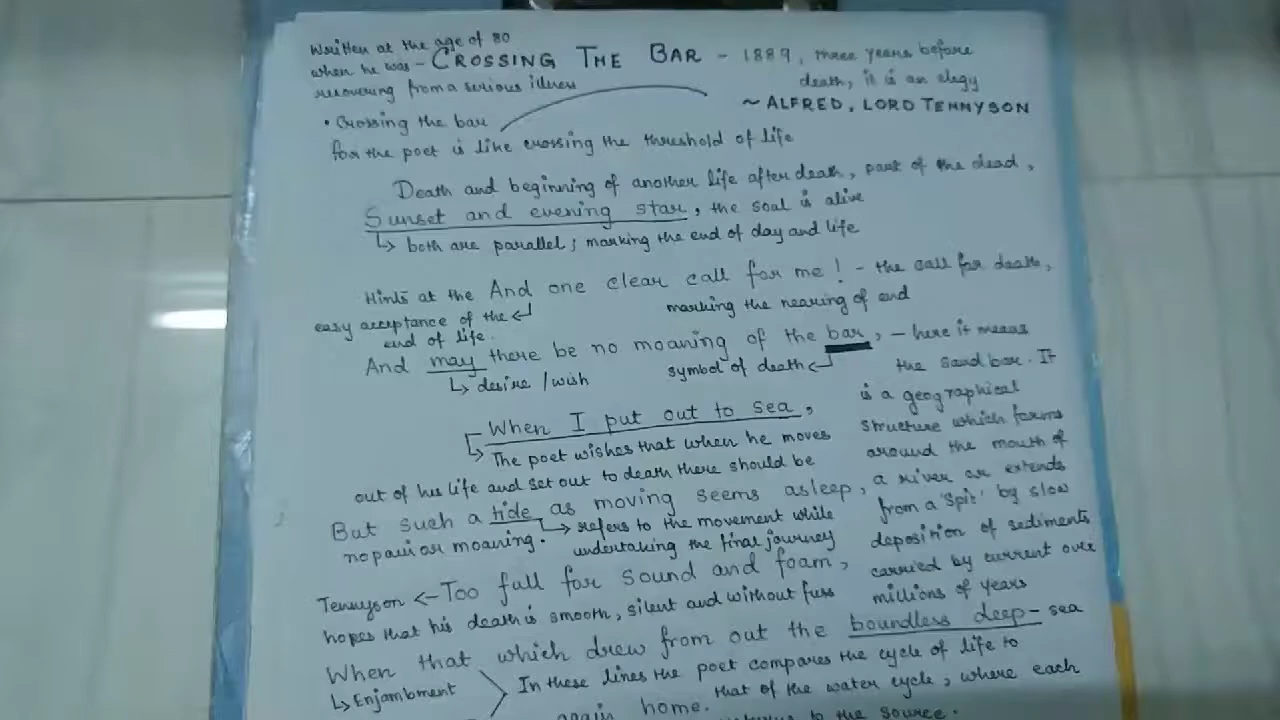 Written at the age of 80
when he was - CROSSING THE BAR - 1889, three years before
recovering from a serious illness death, it is an elegy
~ ALFRED, LORD TENNYSON
• Crossing the bar
for the poet is like crossing the threshold of life
Death and beginning of another life after death, part of the dead,
Sunset and evening star, the soul is alive
↳ both are parallel; marking the end of day and life
Hints at the And one clear call for me! - the call for death,
easy acceptance of the ↵ marking the nearing of end
end of life.
And may there be no moaning of the bar, - here it means
↳ desire / wish symbol of death ↵ the sand bar. It
is a geographical
When I put out to sea, structure which forms
↳ The poet wishes that when he moves around the mouth of
out of his life and set out to death there should be a river or extends
But such a tide as moving seems asleep, from a 'Spit' by slow
no pain or moaning. ↳ refers to the movement while deposition of sediments
undertaking the final journey
Tennyson ← Too full for sound and foam, carried by current over
hopes that his death is smooth, silent and without fuss millions of years
When that which drew from out the boundless deep - sea
↳ Enjambment In these lines the poet compares the cycle of life to
again home. that of the water cycle, where each
to the source.